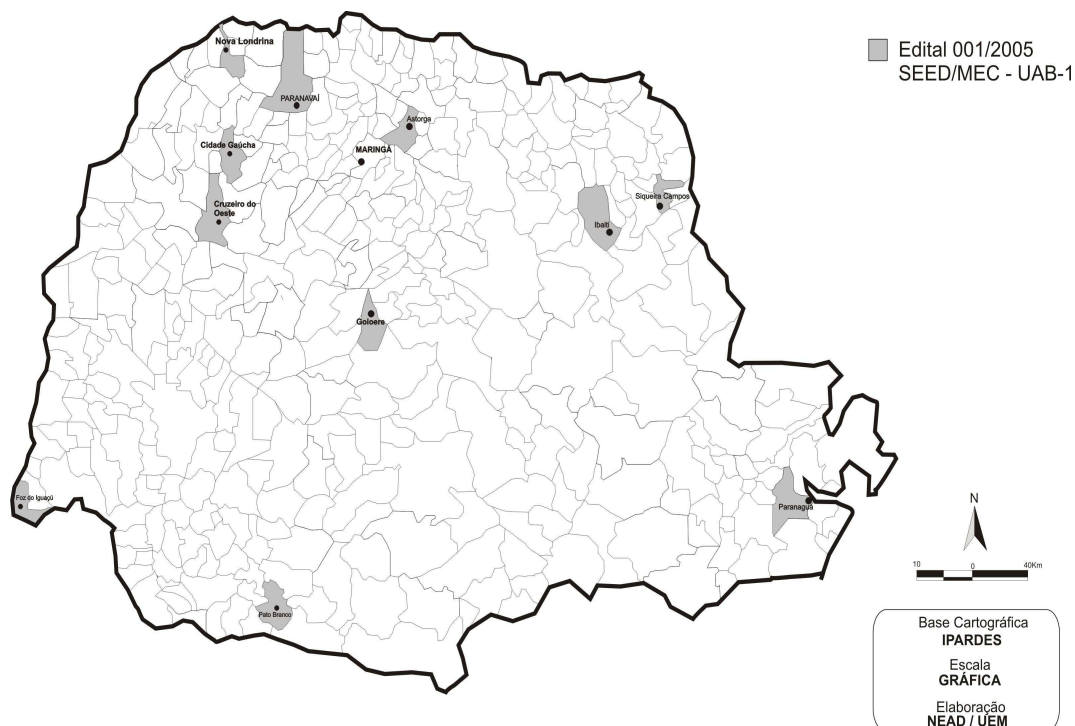 Nova Londrina
PARANAVAÍ
Astorga
Cidade Gaúcha
MARINGÁ
Siqueira Campos
Cruzeiro do
Oeste
Ibaiti
Goioere
Foz do Iguaçú
Paranaguá
Pato Branco
Edital 001/2005
SEED/MEC - UAB-1
N
10 0 40Km
Base Cartográfica
IPARDES
Escala
GRÁFICA
Elaboração
NEAD / UEM